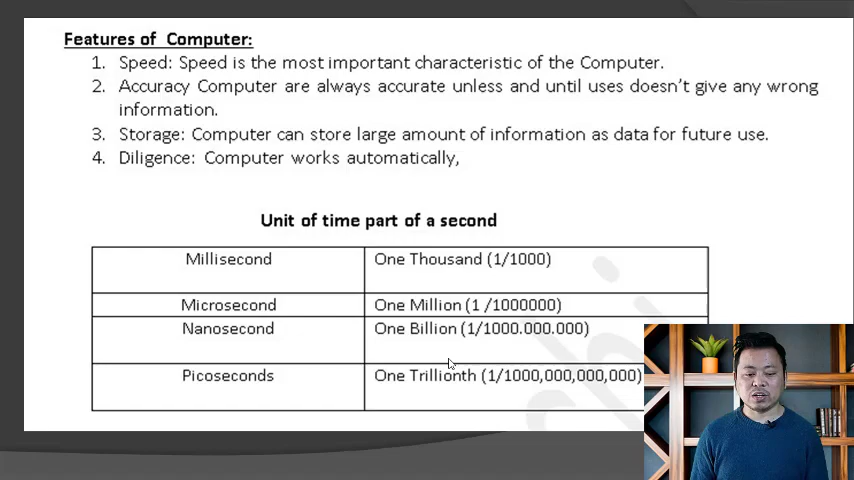 Features of Computer:
1. Speed: Speed is the most important characteristic of the Computer.
2. Accuracy Computer are always accurate unless and until uses doesn't give any wrong
information.
3. Storage: Computer can store large amount of information as data for future use.
4. Diligence: Computer works automatically,
Unit of time part of a second
Millisecond One Thousand (1/1000)
Microsecond One Million (1 /1000000)
Nanosecond One Billion (1/1000.000.000)
Picoseconds One Trillionth (1/1000,000,000,000)